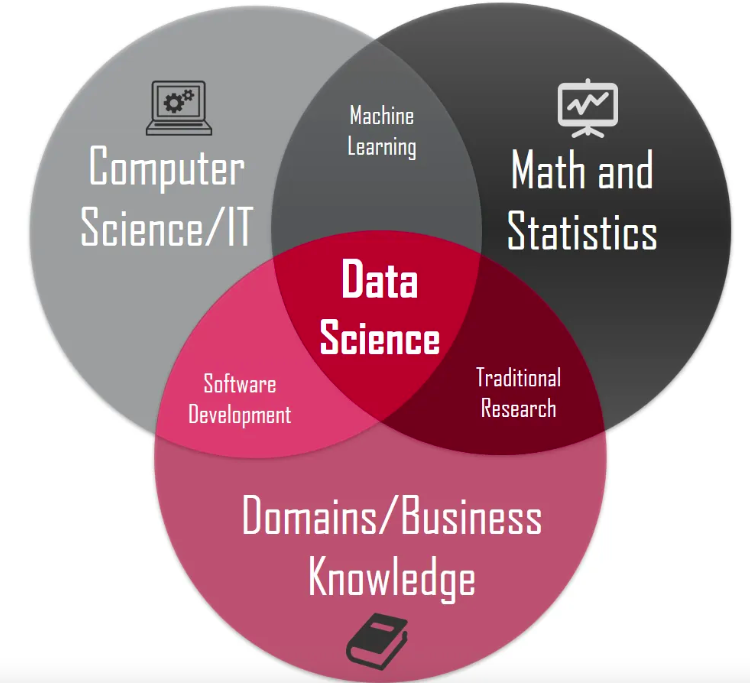 Machine
Learning
Computer
Science/IT
Math and
Statistics
Data
Science
Software
Development
Traditional
Research
Domains/Business
Knowledge